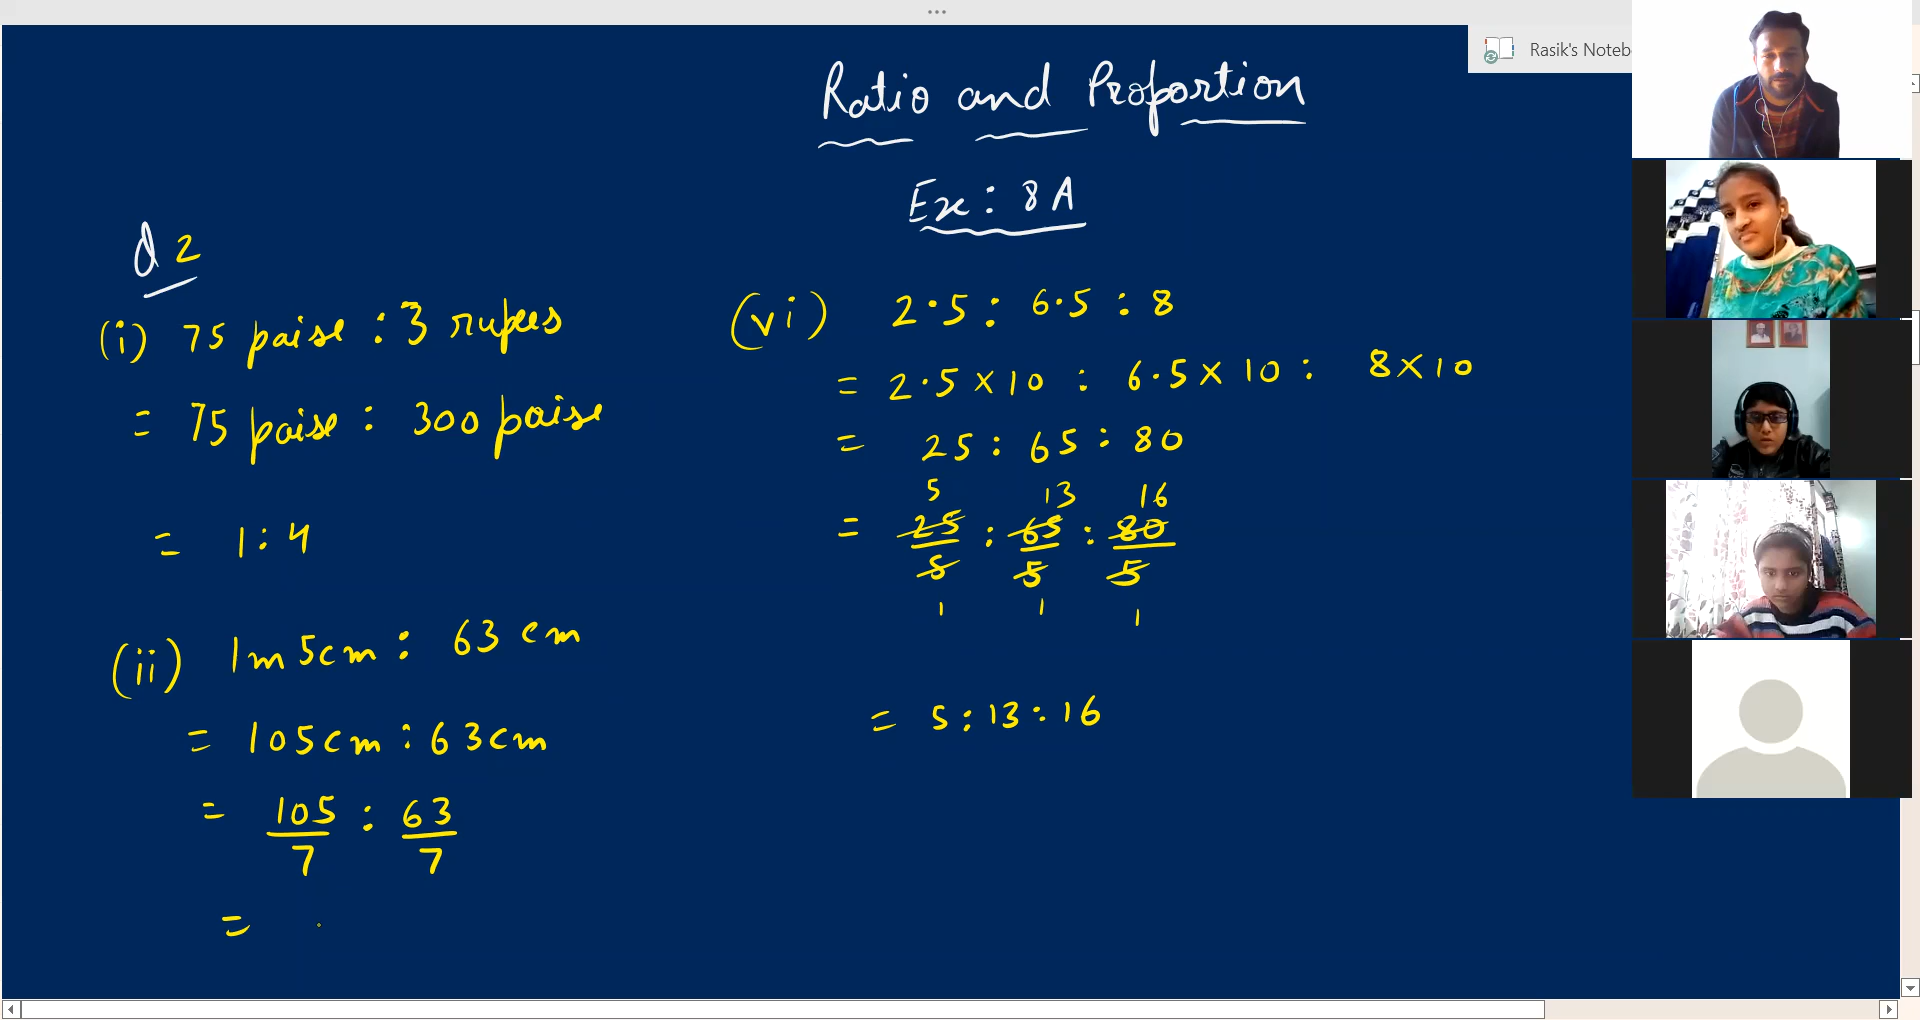 Rasik's Noteb
Ratio and Proportion
Ex: 8A
Q 2
(i) 75 paise : 3 rupees
= 75 paise : 300 paise
= 1 : 4
(ii) 1m 5cm : 63 cm
= 105cm : 63cm
= 105/7 : 63/7
=
(vi) 2.5 : 6.5 : 8
= 2.5 × 10 : 6.5 × 10 : 8 × 10
= 25 : 65 : 80
5 13 16
= 25/5 : 65/5 : 80/5
1 1 1
= 5 : 13 : 16